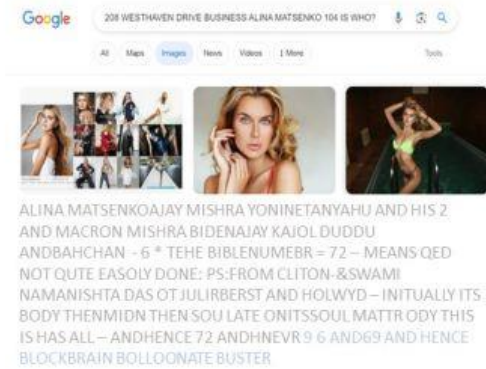 Google
208 WESTHAVEN DRIVE BUSINESS ALINA MATSENKO 104 IS WHO?
All Maps Images News Videos 1 More Tools
ALINA MATSENKOAJAY MISHRA YONINETANYAHU AND HIS 2
AND MACRON MISHRA BIDENAJAY KAJOL DUDDU
ANDBAHCHAN - 6 * TEHE BIBLENUMEBR = 72 – MEANS QED
NOT QUTE EASOLY DONE: PS:FROM CLITON-&SWAMI
NAMANISHTA DAS OT JULIRBERST AND HOLWYD – INITUALLY ITS
BODY THENMIDN THEN SOU LATE ONITSSOUL MATTR ODY THIS
IS HAS ALL – ANDHENCE 72 ANDHNEVR 9 6 AND69 AND HENCE
BLOCKBRAIN BOLLOONATE BUSTER